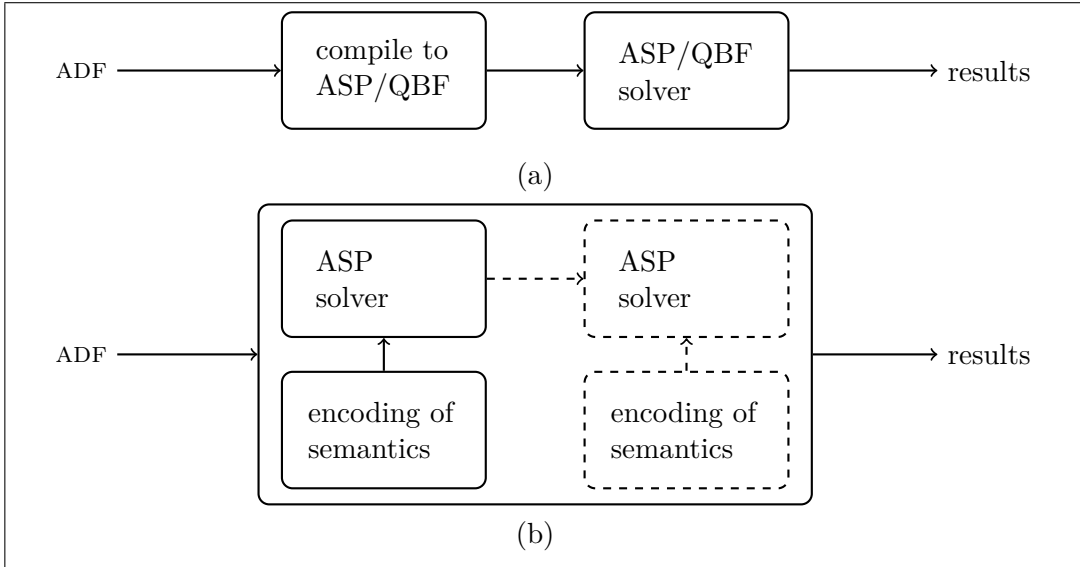 ADF
compile to
ASP/QBF
ASP/QBF
solver
results
(a)
ASP
solver
ASP
solver
ADF
results
encoding of
semantics
encoding of
semantics
(b)